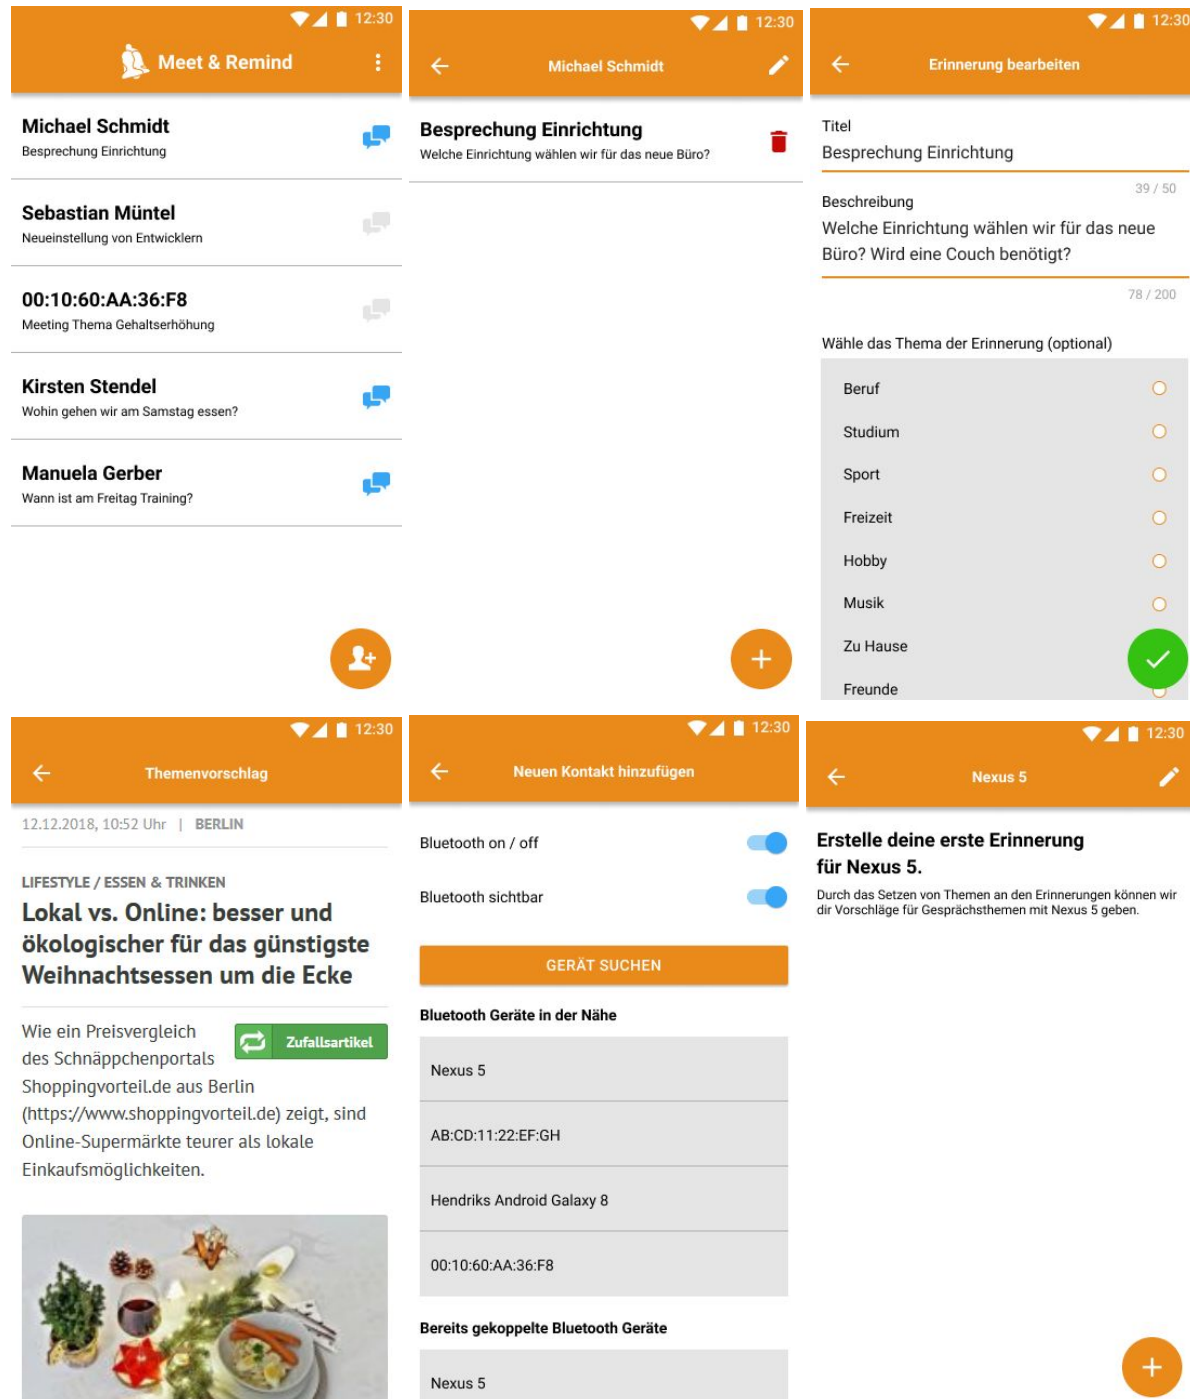 12:30
Meet & Remind
Michael Schmidt
Besprechung Einrichtung
Sebastian Müntel
Neueinstellung von Entwicklern
00:10:60:AA:36:F8
Meeting Thema Gehaltserhöhung
Kirsten Stendel
Wohin gehen wir am Samstag essen?
Manuela Gerber
Wann ist am Freitag Training?
12:30
Michael Schmidt
Besprechung Einrichtung
Welche Einrichtung wählen wir für das neue Büro?
12:30
Erinnerung bearbeiten
Titel
Besprechung Einrichtung
39 / 50
Beschreibung
Welche Einrichtung wählen wir für das neue
Büro? Wird eine Couch benötigt?
78 / 200
Wähle das Thema der Erinnerung (optional)
Beruf
Studium
Sport
Freizeit
Hobby
Musik
Zu Hause
Freunde
12:30
Themenvorschlag
12.12.2018, 10:52 Uhr | BERLIN
LIFESTYLE / ESSEN & TRINKEN
Lokal vs. Online: besser und
ökologischer für das günstigste
Weihnachtsessen um die Ecke
Wie ein Preisvergleich
des Schnäppchenportals
Zufallsartikel
Shoppingvorteil.de aus Berlin
(https://www.shoppingvorteil.de) zeigt, sind
Online-Supermärkte teurer als lokale
Einkaufsmöglichkeiten.
12:30
Neuen Kontakt hinzufügen
Bluetooth on / off
Bluetooth sichtbar
GERÄT SUCHEN
Bluetooth Geräte in der Nähe
Nexus 5
AB:CD:11:22:EF:GH
Hendriks Android Galaxy 8
00:10:60:AA:36:F8
Bereits gekoppelte Bluetooth Geräte
Nexus 5
12:30
Nexus 5
Erstelle deine erste Erinnerung
für Nexus 5.
Durch das Setzen von Themen an den Erinnerungen können wir
dir Vorschläge für Gesprächsthemen mit Nexus 5 geben.